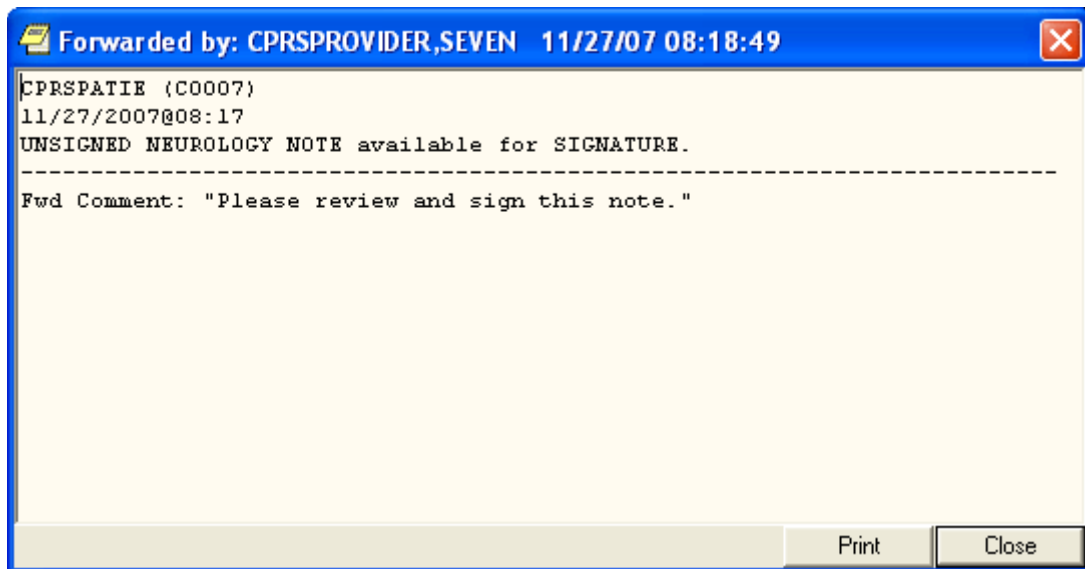 Forwarded by: CPRSPROVIDER,SEVEN 11/27/07 08:18:49
CPRSPATIE (C0007)
11/27/2007@08:17
UNSIGNED NEUROLOGY NOTE available for SIGNATURE.
--------------------------------------------------------------------------
Fwd Comment: "Please review and sign this note."
Print Close